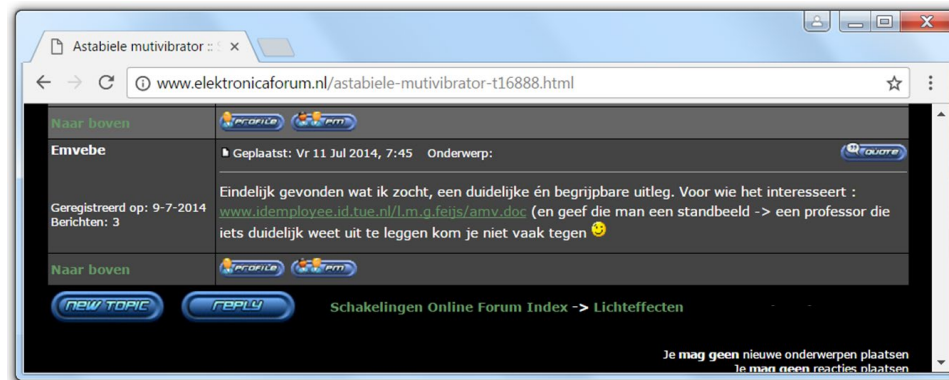 Astabiele mutivibrator ::
www.elektronicaforum.nl/astabiele-mutivibrator-t16888.html
Naar boven
PROFILE PM
Emvebe
Geplaatst: Vr 11 Jul 2014, 7:45 Onderwerp:
QUOTE
Geregistreerd op: 9-7-2014
Berichten: 3
Eindelijk gevonden wat ik zocht, een duidelijke én begrijpbare uitleg. Voor wie het interesseert :
www.idemployee.id.tue.nl/l.m.g.feijs/amv.doc (en geef die man een standbeeld -> een professor die
iets duidelijk weet uit te leggen kom je niet vaak tegen
Naar boven
PROFILE PM
NEW TOPIC REPLY Schakelingen Online Forum Index -> Lichteffecten
Je mag geen nieuwe onderwerpen plaatsen
Je mag geen reacties plaatsen